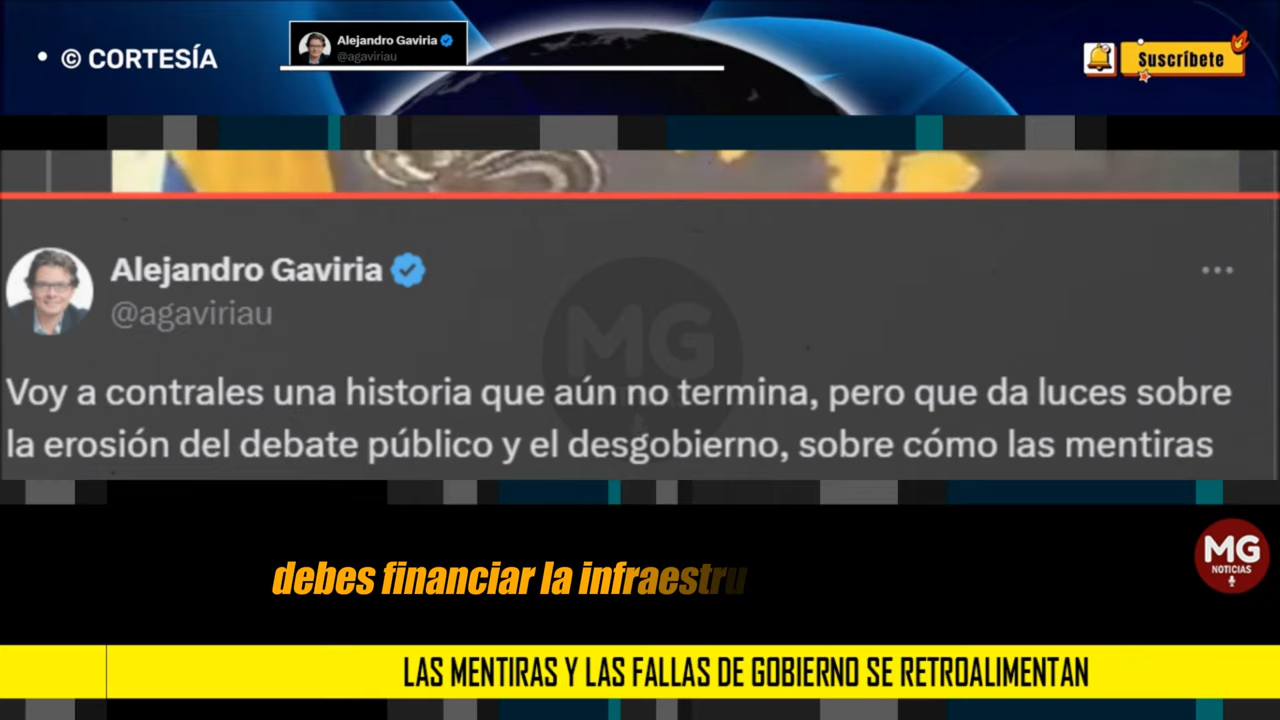 © CORTESÍA
Alejandro Gaviria
@agaviriau
Suscríbete
Alejandro Gaviria
@agaviriau
MG
Voy a contrales una historia que aún no termina, pero que da luces sobre
la erosión del debate público y el desgobierno, sobre cómo las mentiras
debes financiar la infraestru
MG
NOTICIAS
LAS MENTIRAS Y LAS FALLAS DE GOBIERNO SE RETROALIMENTAN